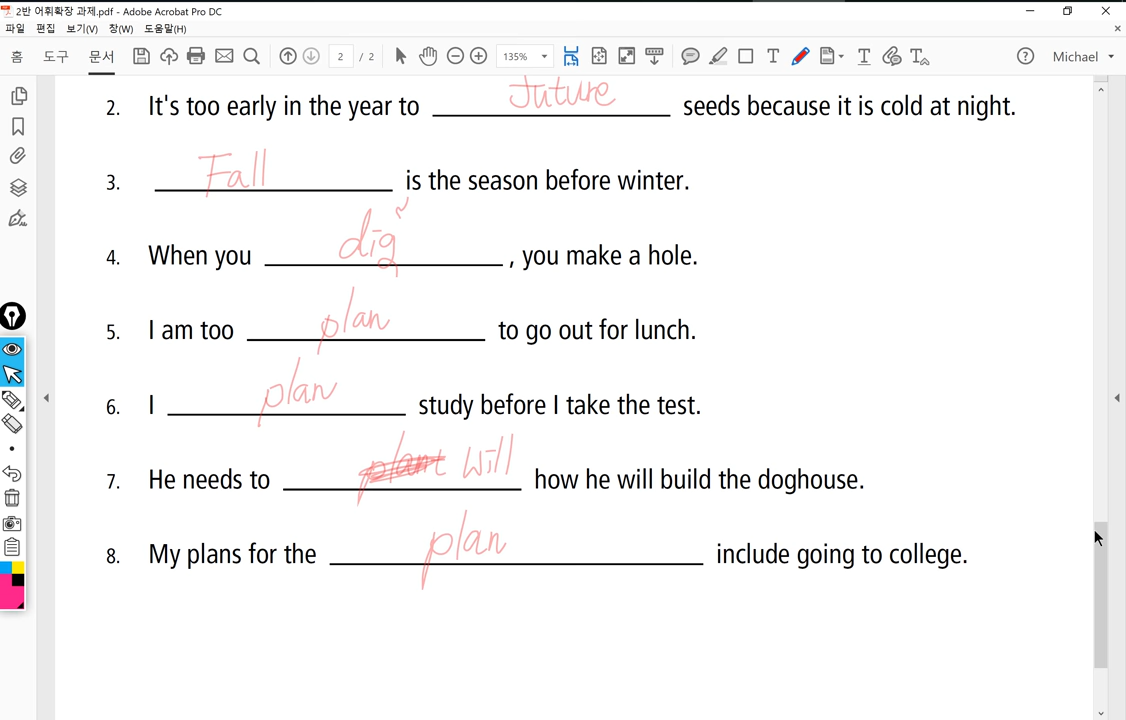 2반 어휘확장 과제.pdf - Adobe Acrobat Pro DC
파일 편집 보기(V) 창(W) 도움말(H)
홈 도구 문서 2 / 2 135% Michael
2. It's too early in the year to future seeds because it is cold at night.
3. Fall is the season before winter.
4. When you dig , you make a hole.
5. I am too plan to go out for lunch.
6. I plan study before I take the test.
7. He needs to plant will how he will build the doghouse.
8. My plans for the plan include going to college.